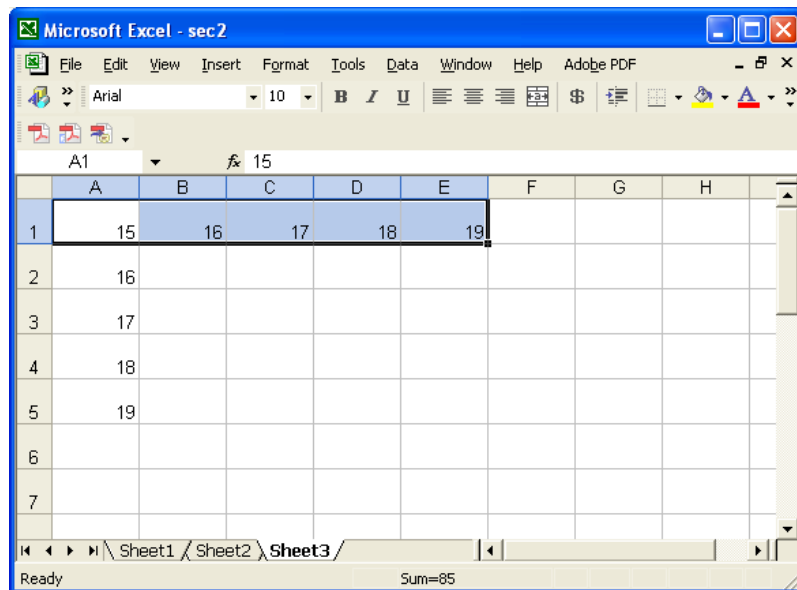 Microsoft Excel - sec2
File Edit View Insert Format Tools Data Window Help Adobe PDF
Arial 10 B I U $ A
A1 fx 15
A B C D E F G H
1 15 16 17 18 19
2 16
3 17
4 18
5 19
6
7
Sheet1 Sheet2 Sheet3
Ready Sum=85